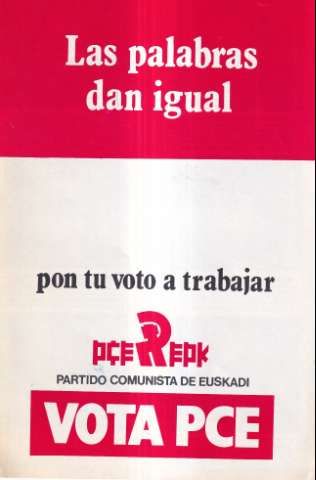 Las palabras
dan igual
pon tu voto a trabajar
PCE EPK
PARTIDO COMUNISTA DE EUSKADI
VOTA PCE